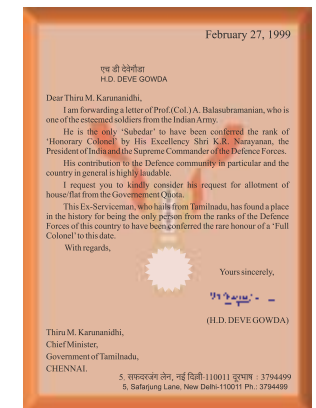 February 27, 1999
एच डी देवेगौडा
H.D. DEVE GOWDA
Dear Thiru M. Karunanidhi,
I am forwarding a letter of Prof.(Col.) A. Balasubramanian, who is
one of the esteemed soldiers from the Indian Army.
He is the only ‘Subedar’ to have been conferred the rank of
‘Honorary Colonel’ by His Excellency Shri K.R. Narayanan, the
President of India and the Supreme Commander of the Defence Forces.
His contribution to the Defence community in particular and the
country in general is highly laudable.
I request you to kindly consider his request for allotment of
house/flat from the Governement Qhota.
This Ex-Serviceman, who hails from Tamilnadu, has found a place
in the history for being the only person from the ranks of the Defence
Forces of this country to have been conferred the rare honour of a ‘Full
Colonel’ to this date.
With regards,
Yours sincerely,
(H.D. DEVE GOWDA)
Thiru M. Karunanidhi,
Chief Minister,
Government of Tamilnadu,
CHENNAI.
5. सफदरजंग लेन, नई दिल्ली-110011 दूरभाष : 3794499
5, Safarjung Lane, New Delhi-110011 Ph.: 3794499